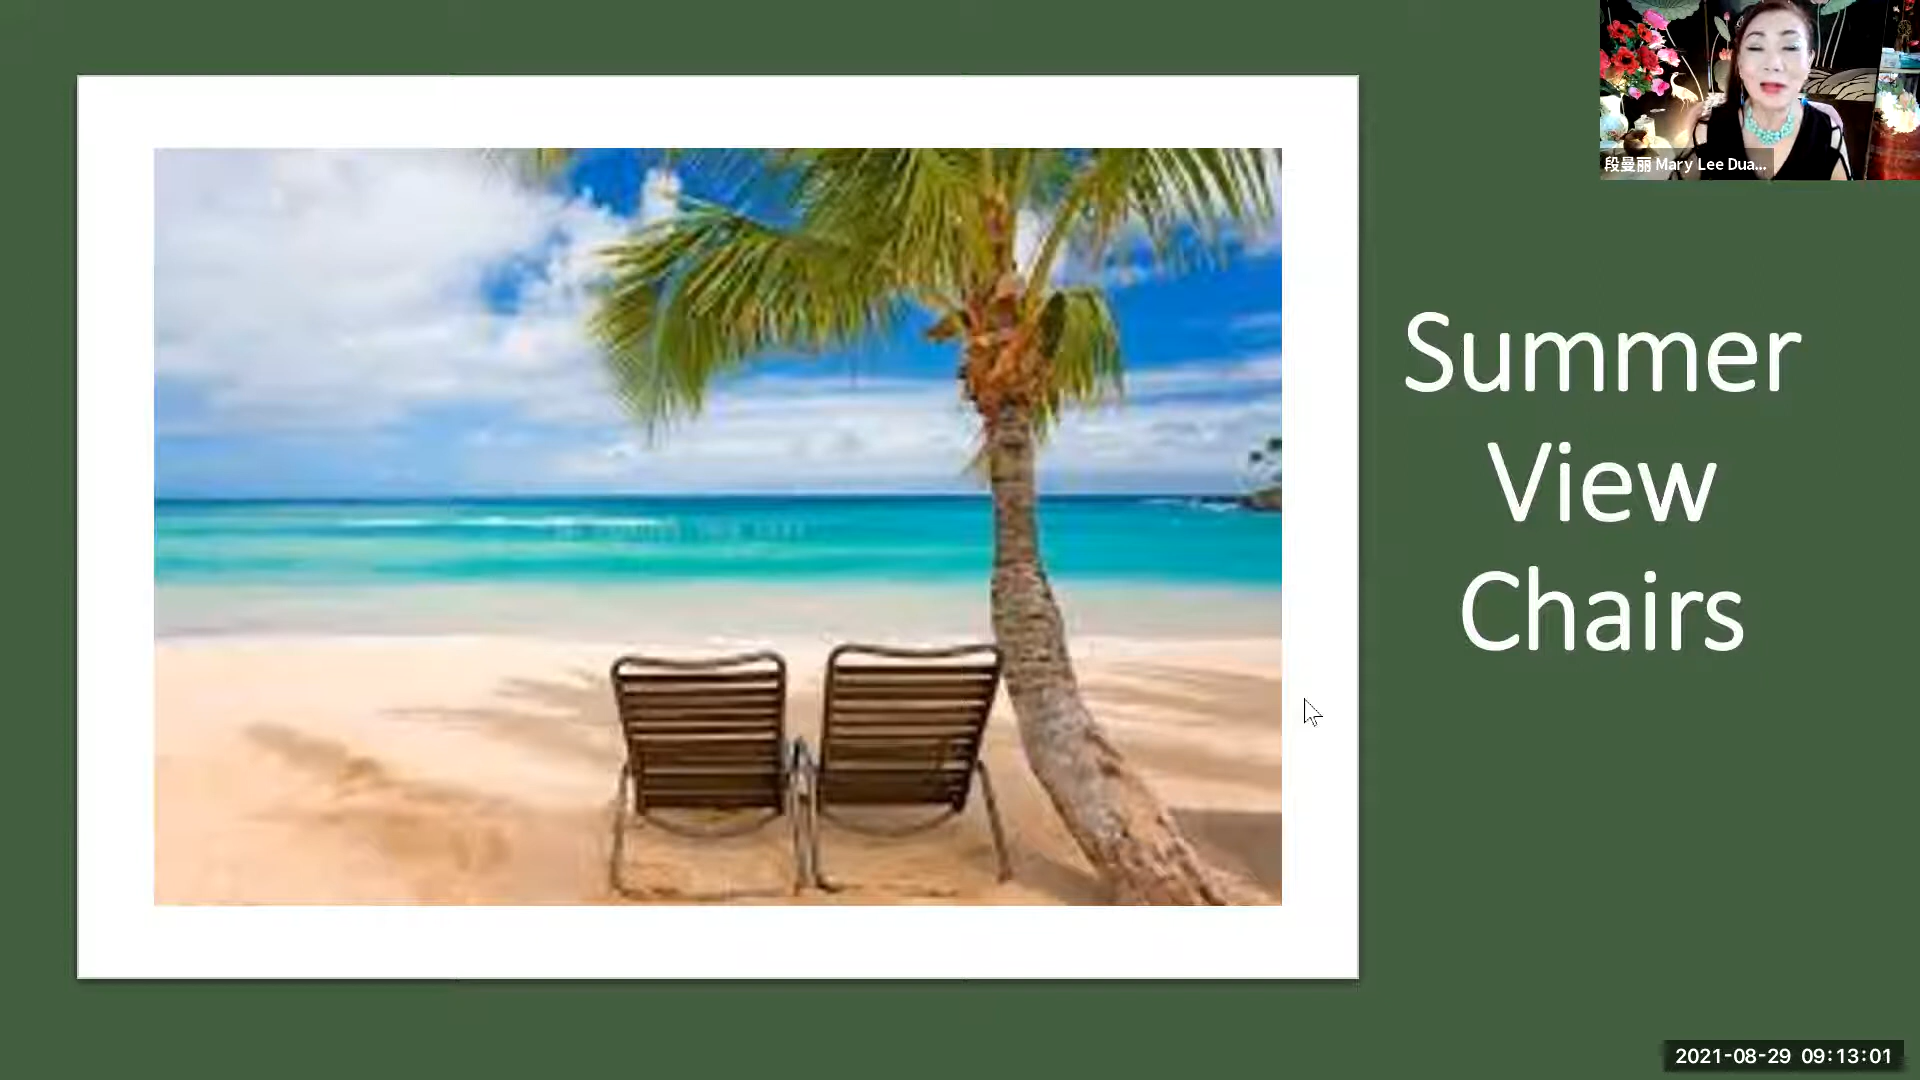 段曼丽 Mary Lee Dua...
Summer
View
Chairs
2021-08-29 09:13:01